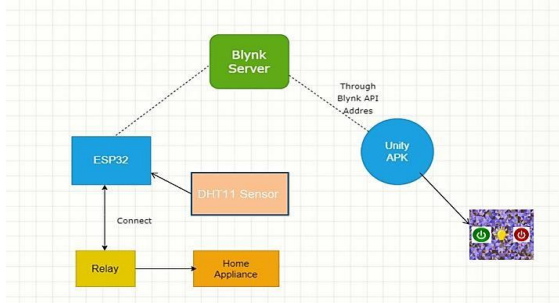 Blynk
Server
Through
Blynk API
Addres
Unity
APK
ESP32
DHT11 Sensor
Connect
Relay
Home
Appliance